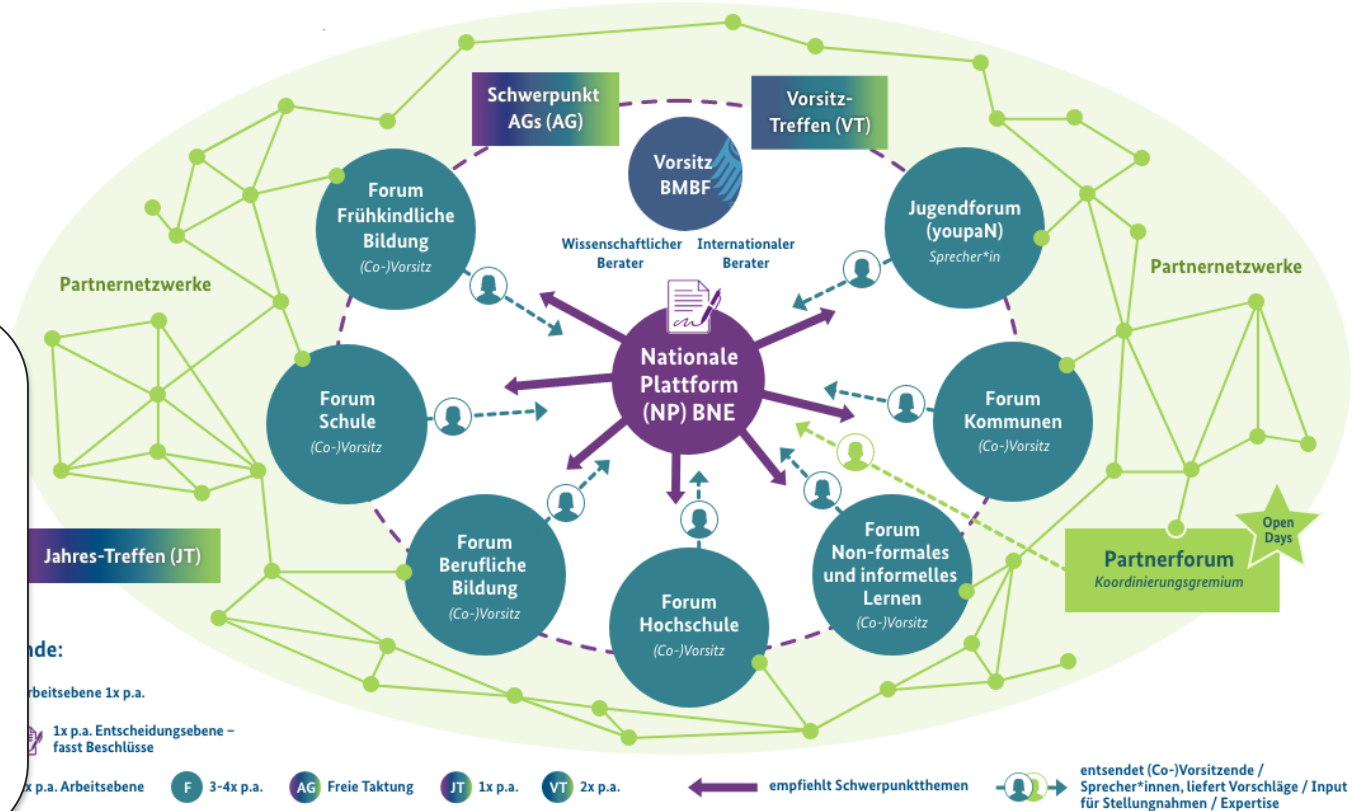 Schwerpunkt
AGs (AG)
Vorsitz-
Treffen (VT)
Vorsitz
BMBF
Wissenschaftlicher
Berater
Internationaler
Berater
Forum
Frühkindliche
Bildung
(Co-)Vorsitz
Jugendforum
(youpaN)
Sprecher*in
Partnernetzwerke
Partnernetzwerke
Nationale
Plattform
(NP) BNE
Forum
Schule
(Co-)Vorsitz
Forum
Kommunen
(Co-)Vorsitz
Jahres-Treffen (JT)
Forum
Berufliche
Bildung
(Co-)Vorsitz
Forum
Hochschule
(Co-)Vorsitz
Forum
Non-formales
und informelles
Lernen
(Co-)Vorsitz
Open
Days
Partnerforum
Koordinierungsgremium
nde:
rbeitsebene 1x p.a.
1x p.a. Entscheidungsebene –
fasst Beschlüsse
x p.a. Arbeitsebene
F 3-4x p.a.
AG Freie Taktung
JT 1x p.a.
VT 2x p.a.
empfiehlt Schwerpunktthemen
entsendet (Co-)Vorsitzende /
Sprecher*innen, liefert Vorschläge / Input
für Stellungnahmen / Expertise